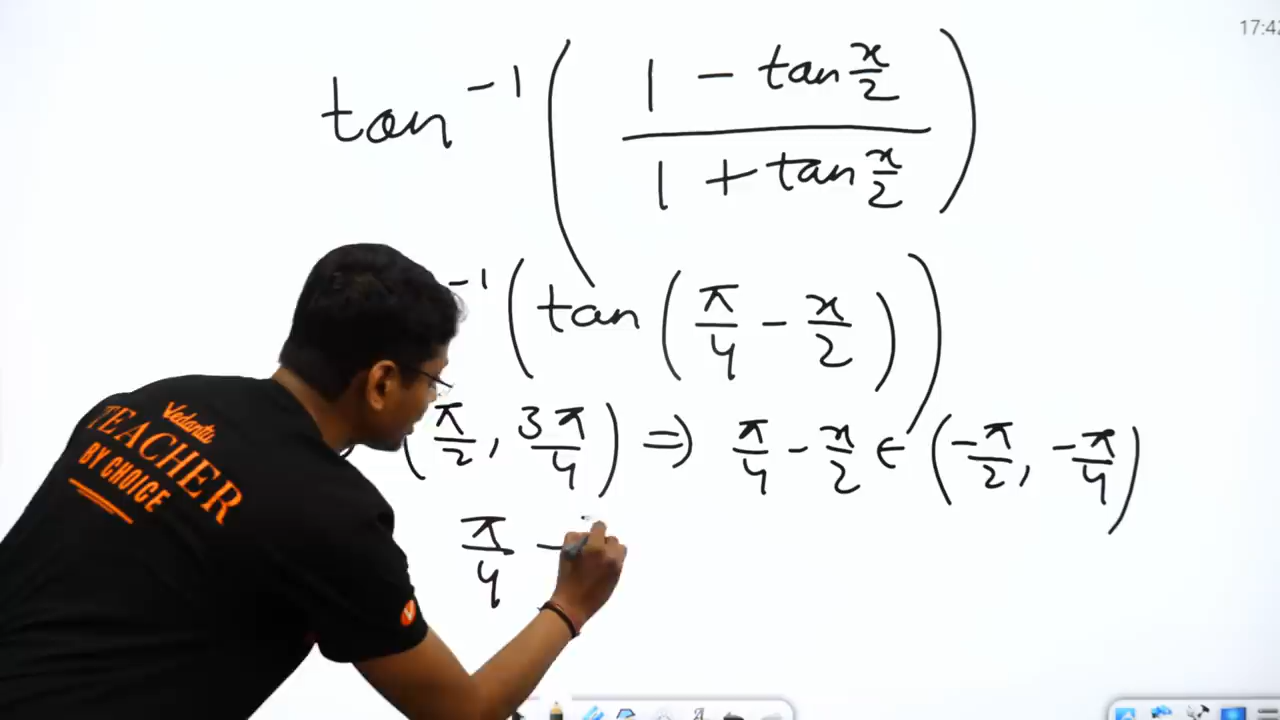 17:42
tan⁻¹ ( (1 − tan x/2) / (1 + tan x/2) )
⁻¹ ( tan ( π/4 − x/2 ) )
( π/2 , 3π/4 ) ⇒ π/4 − x/2 ∈ ( −π/2 , −π/4 )
π/4 −
Vedantu
TEACHER
BY CHOICE